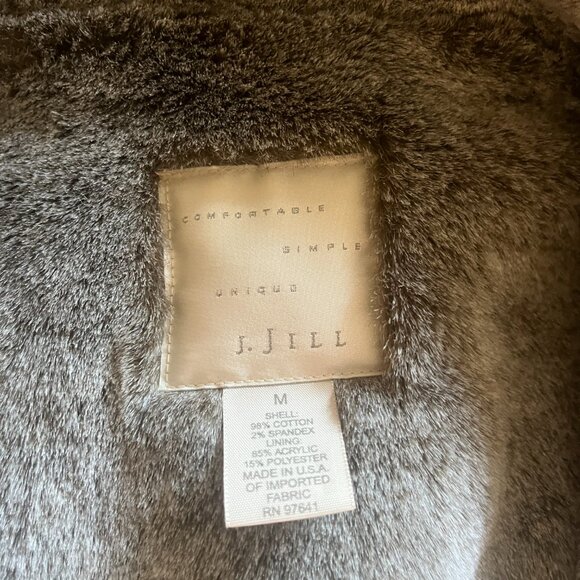 COMFORTABLE
SIMPLE
UNIQUE
J.JILL
M
SHELL:
98% COTTON
2% SPANDEX
LINING:
85% ACRYLIC
15% POLYESTER
MADE IN U.S.A.
OF IMPORTED
FABRIC
RN 97641